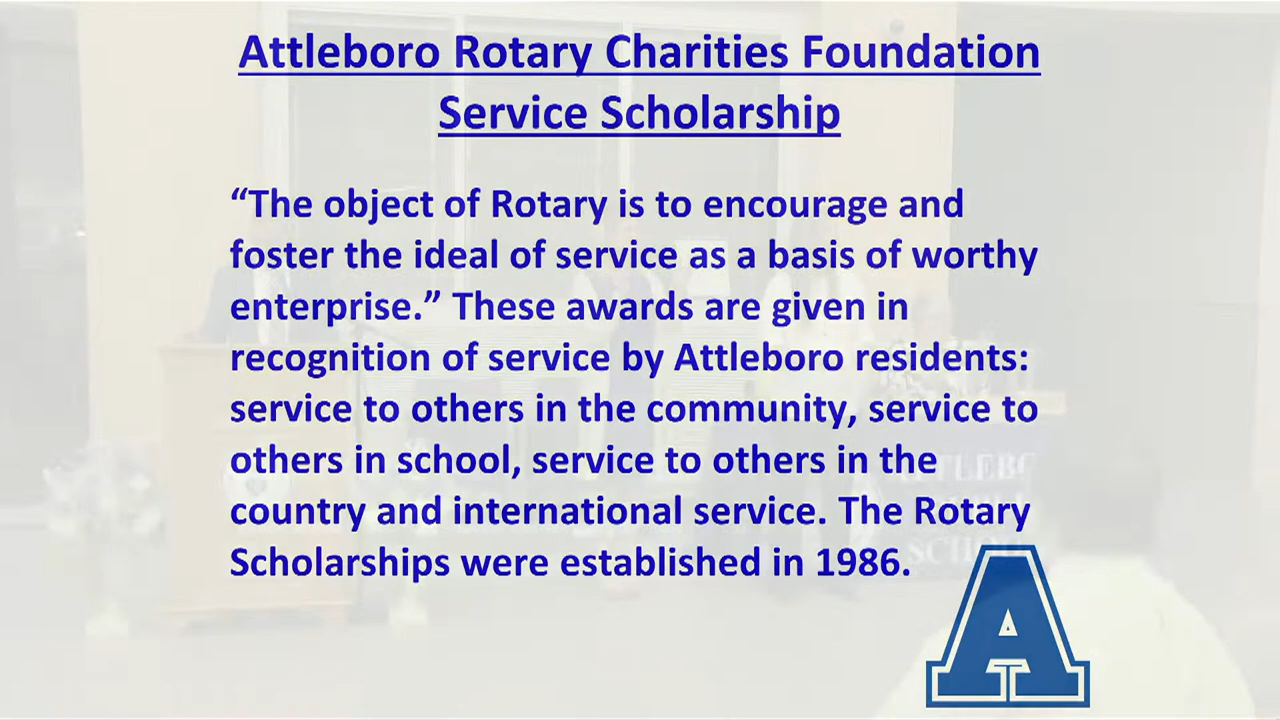 Attleboro Rotary Charities Foundation
Service Scholarship
“The object of Rotary is to encourage and
foster the ideal of service as a basis of worthy
enterprise.” These awards are given in
recognition of service by Attleboro residents:
service to others in the community, service to
others in school, service to others in the
country and international service. The Rotary
Scholarships were established in 1986.
A